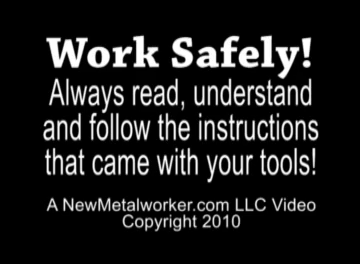 Work Safely!
Always read, understand
and follow the instructions
that came with your tools!
A NewMetalworker.com LLC Video
Copyright 2010